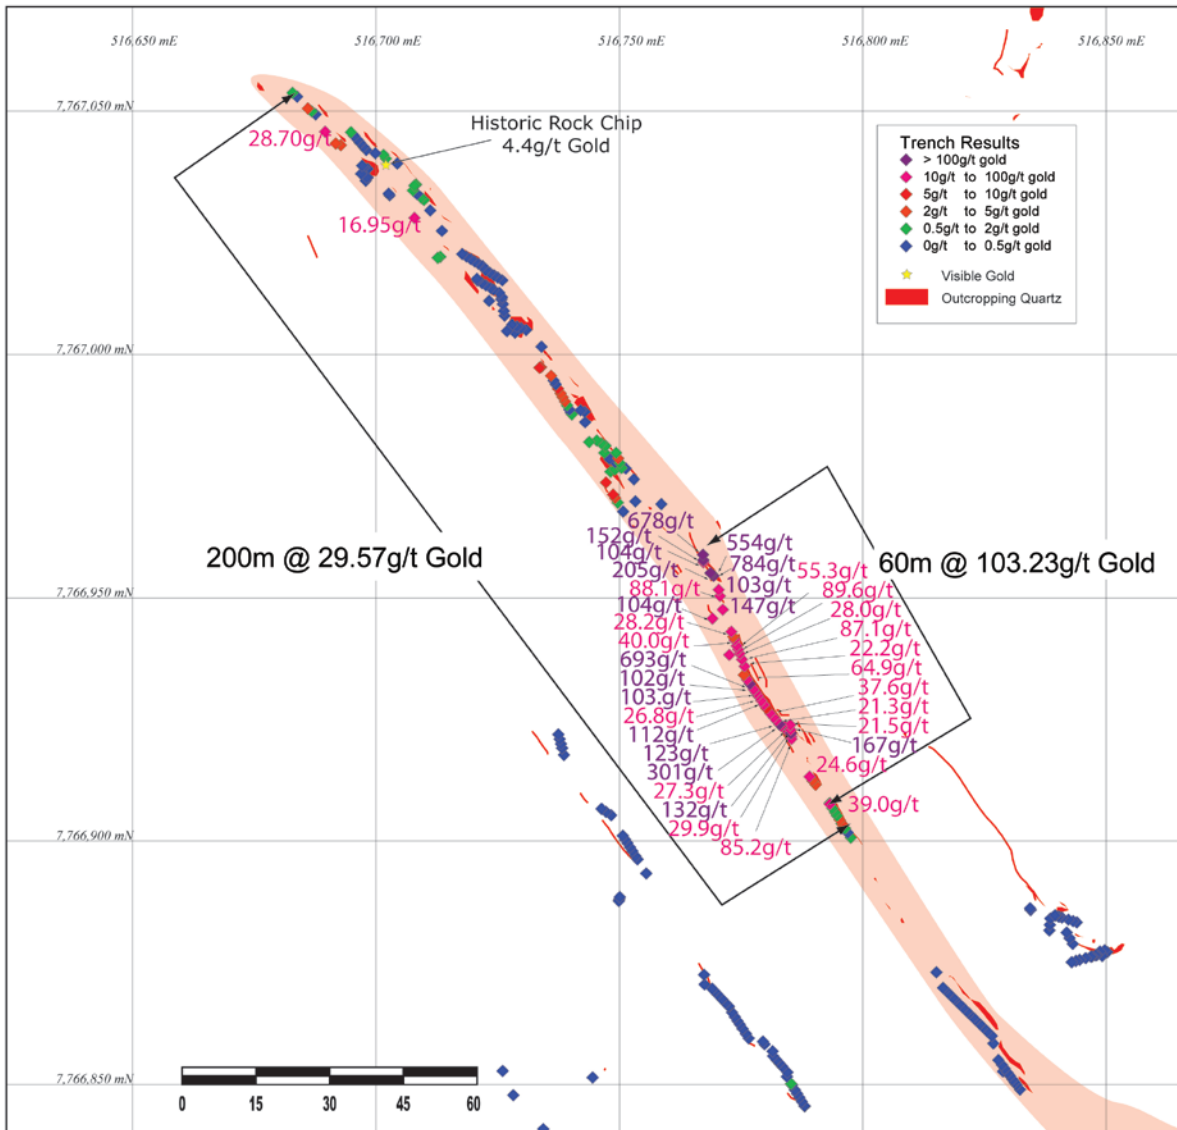 516,650 mE
516,700 mE
516,750 mE
516,800 mE
516,850 mE
7,767,050 mN
28.70g/t
Historic Rock Chip
4.4g/t Gold
Trench Results
> 100g/t gold
10g/t to 100g/t gold
5g/t to 10g/t gold
2g/t to 5g/t gold
0.5g/t to 2g/t gold
0g/t to 0.5g/t gold
Visible Gold
Outcropping Quartz
16.95g/t
7,767,000 mN
200m @ 29.57g/t Gold
60m @ 103.23g/t Gold
678g/t
152g/t
104g/t
205g/t
88.1g/t
104g/t
28.2g/t
40.0g/t
693g/t
102g/t
103.g/t
26.8g/t
112g/t
123g/t
301g/t
27.3g/t
132g/t
29.9g/t
85.2g/t
554g/t
784g/t
103g/t
147g/t
55.3g/t
89.6g/t
28.0g/t
87.1g/t
22.2g/t
64.9g/t
37.6g/t
21.3g/t
21.5g/t
167g/t
24.6g/t
39.0g/t
7,766,950 mN
7,766,900 mN
7,766,850 mN
0 15 30 45 60